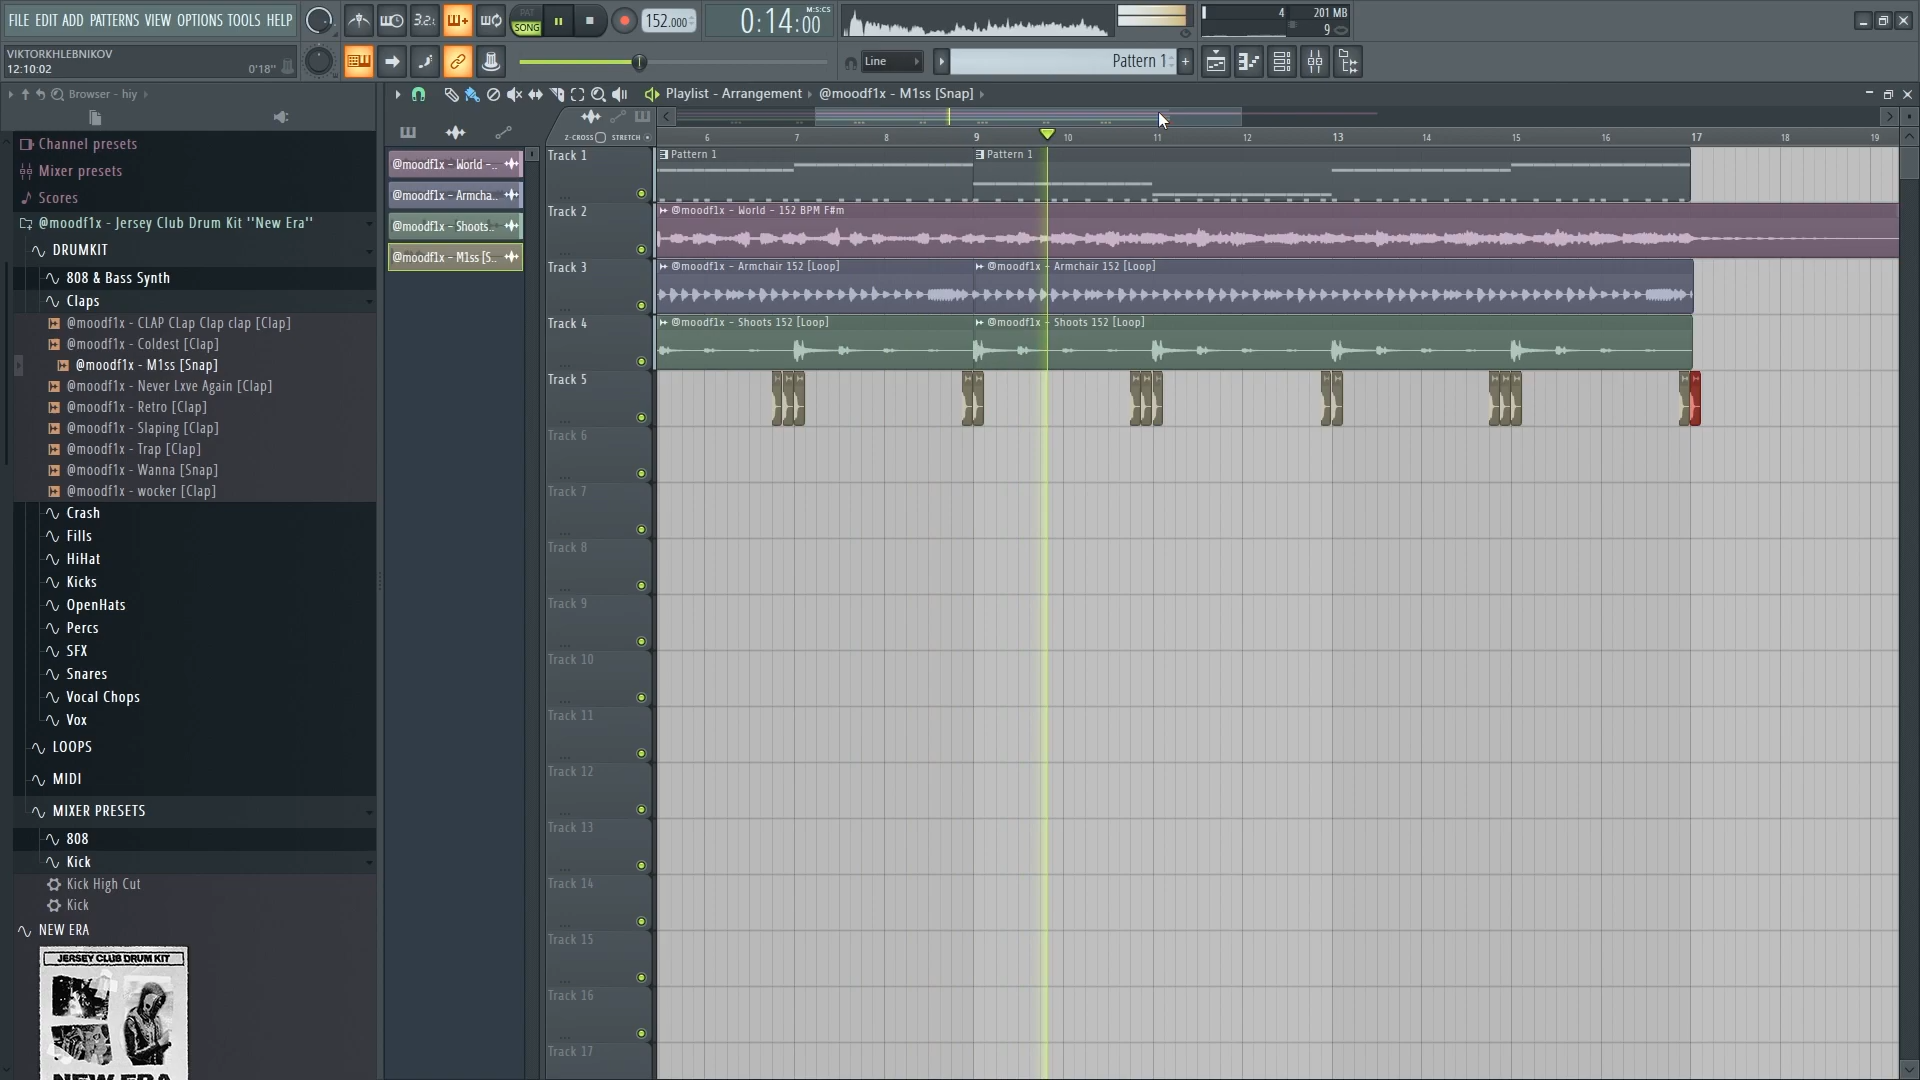 FILE EDIT ADD PATTERNS VIEW OPTIONS TOOLS HELP
3.2.
PAT
SONG
152.000
0:14:00
M:S:CS
4
201 MB
9
VIKTORKHLEBNIKOV
12:10:02
0'18"
Line
Pattern 1
+
Browser - hiy
Playlist - Arrangement
@moodf1x - M1ss [Snap]
Channel presets
Mixer presets
Scores
@moodf1x - Jersey Club Drum Kit ''New Era''
DRUMKIT
808 & Bass Synth
Claps
@moodf1x - CLAP CLap Clap clap [Clap]
@moodf1x - Coldest [Clap]
@moodf1x - M1ss [Snap]
@moodf1x - Never Lxve Again [Clap]
@moodf1x - Retro [Clap]
@moodf1x - Slaping [Clap]
@moodf1x - Trap [Clap]
@moodf1x - Wanna [Snap]
@moodf1x - wocker [Clap]
Crash
Fills
HiHat
Kicks
OpenHats
Percs
SFX
Snares
Vocal Chops
Vox
LOOPS
MIDI
MIXER PRESETS
808
Kick
Kick High Cut
Kick
NEW ERA
JERSEY CLUB DRUM KIT
NEW ERA
@moodf1x - World -..
@moodf1x - Armcha..
@moodf1x - Shoots..
@moodf1x - M1ss [S..
Z-CROSS
STRETCH
6 7 8 9 10 11 12 13 14 15 16 17 18 19
Track 1
Pattern 1
Pattern 1
Track 2
@moodf1x - World - 152 BPM F#m
Track 3
@moodf1x - Armchair 152 [Loop]
@moodf1x - Armchair 152 [Loop]
Track 4
@moodf1x - Shoots 152 [Loop]
@moodf1x - Shoots 152 [Loop]
Track 5
Track 6
Track 7
Track 8
Track 9
Track 10
Track 11
Track 12
Track 13
Track 14
Track 15
Track 16
Track 17